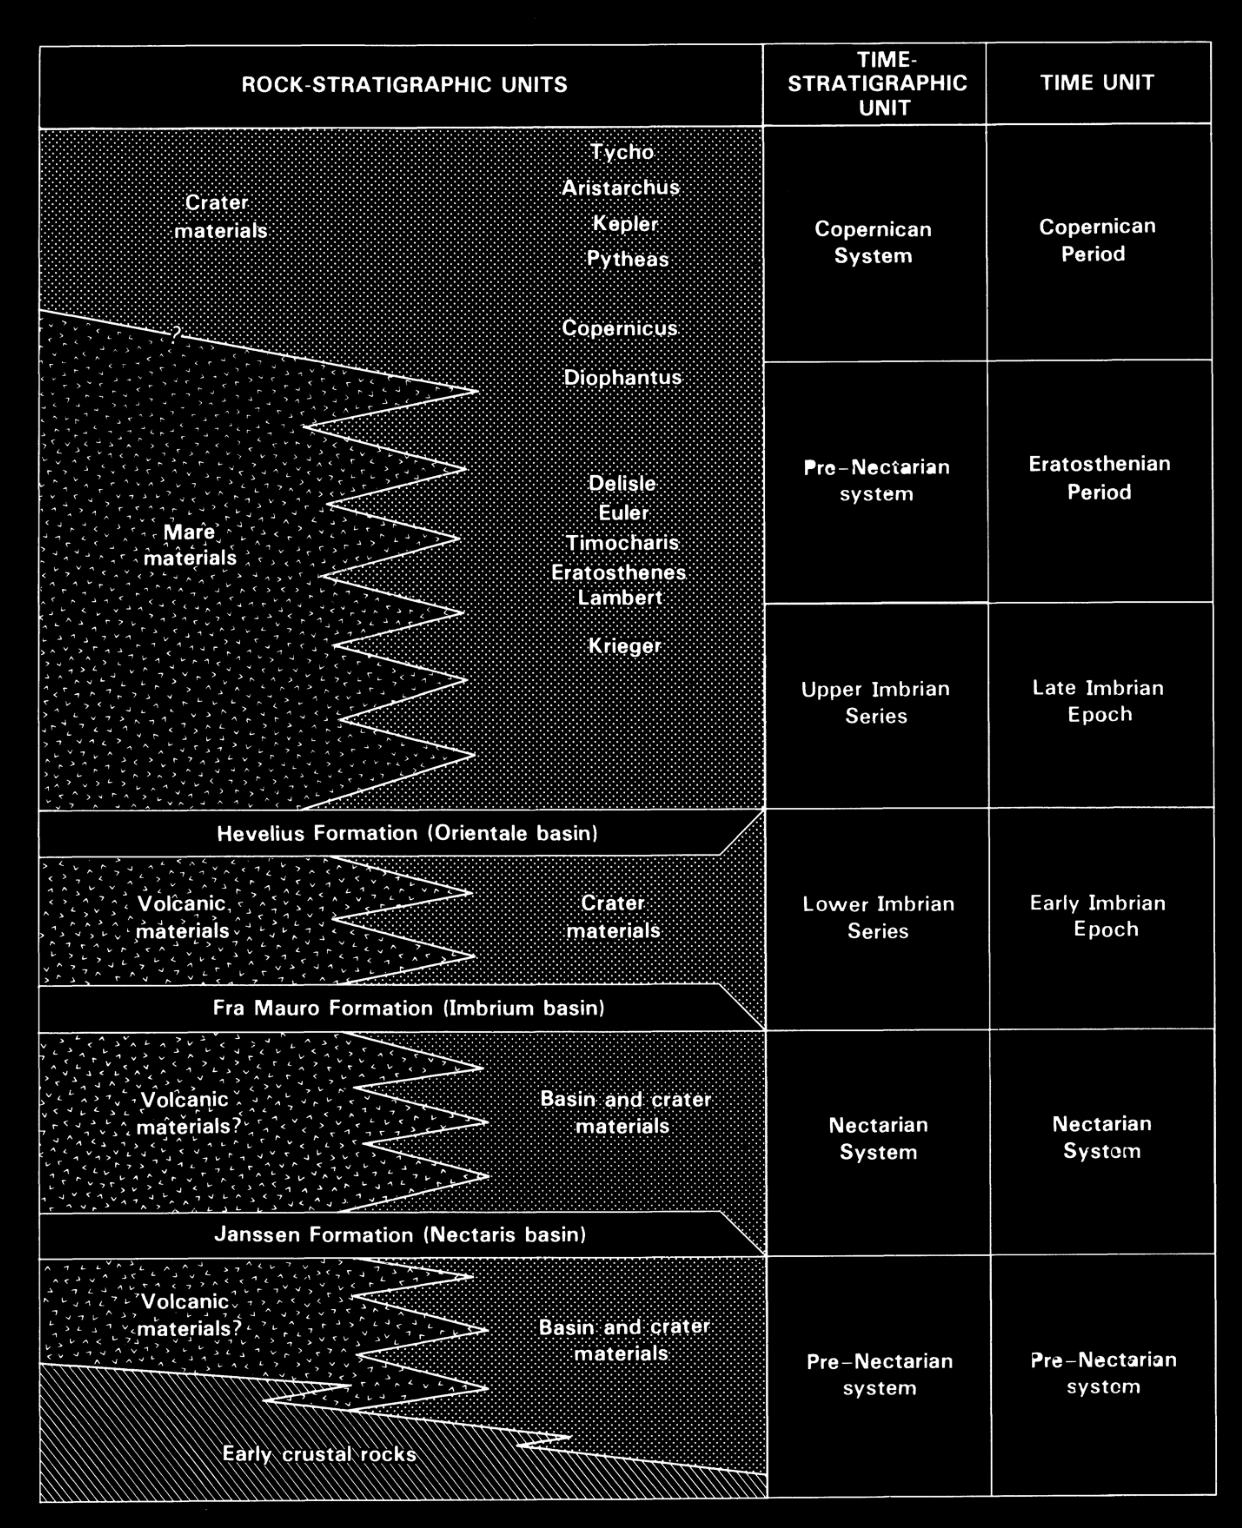 ROCK-STRATIGRAPHIC UNITS
TIME-
STRATIGRAPHIC
UNIT
TIME UNIT
Crater
materials
Tycho
Aristarchus
Kepler
Pytheas
Copernicus
Diophantus
Copernican
System
Copernican
Period
?
Mare
materials
Delisle
Euler
Timocharis
Eratosthenes
Lambert
Krieger
Pre-Nectarian
system
Eratosthenian
Period
Upper Imbrian
Series
Late Imbrian
Epoch
Hevelius Formation (Orientale basin)
Volcanic
materials
Crater
materials
Lower Imbrian
Series
Early Imbrian
Epoch
Fra Mauro Formation (Imbrium basin)
Volcanic
materials?
Basin and crater
materials
Nectarian
System
Nectarian
System
Janssen Formation (Nectaris basin)
Volcanic
materials?
Basin and crater
materials
Pre-Nectarian
system
Pre-Nectarian
system
Early crustal rocks